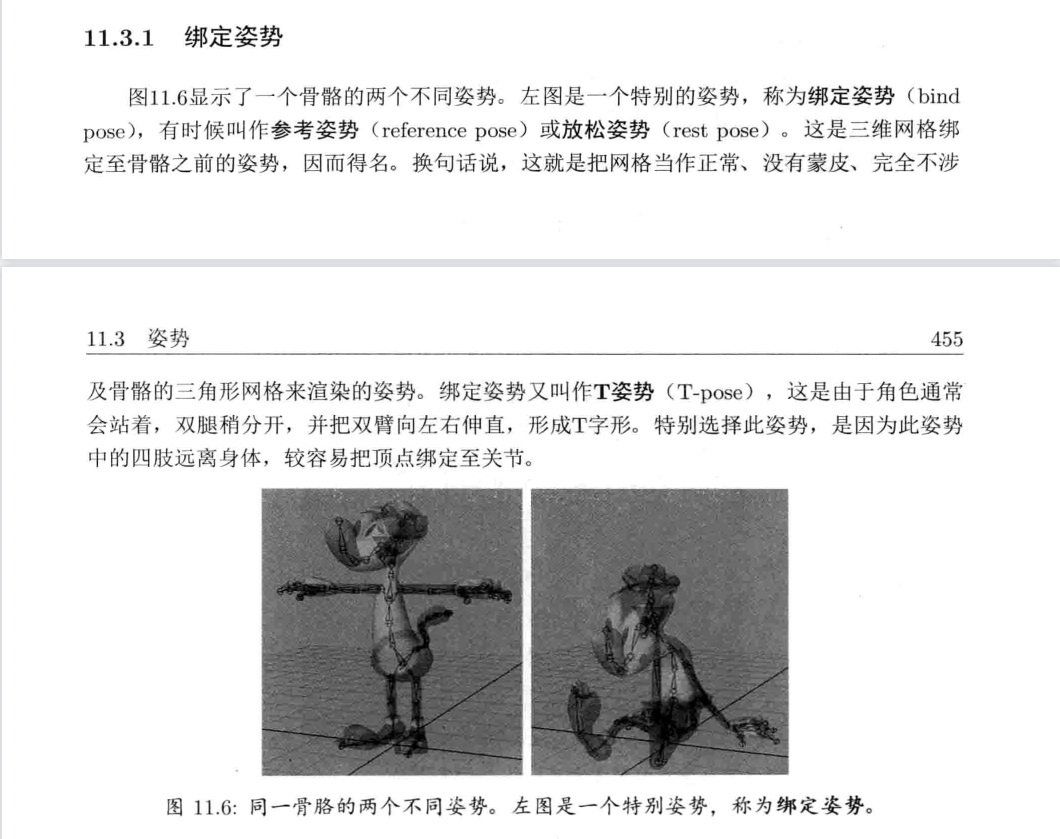 11.3.1 绑定姿势
图11.6显示了一个骨骼的两个不同姿势。左图是一个特别的姿势，称为绑定姿势（bind
pose），有时候叫作参考姿势（reference pose）或放松姿势（rest pose）。这是三维网格绑
定至骨骼之前的姿势，因而得名。换句话说，这就是把网格当作正常、没有蒙皮、完全不涉
11.3 姿势 455
及骨骼的三角形网格来渲染的姿势。绑定姿势又叫作T姿势（T-pose），这是由于角色通常
会站着，双腿稍分开，并把双臂向左右伸直，形成T字形。特别选择此姿势，是因为此姿势
中的四肢远离身体，较容易把顶点绑定至关节。
图 11.6: 同一骨胳的两个不同姿势。左图是一个特别姿势，称为绑定姿势。